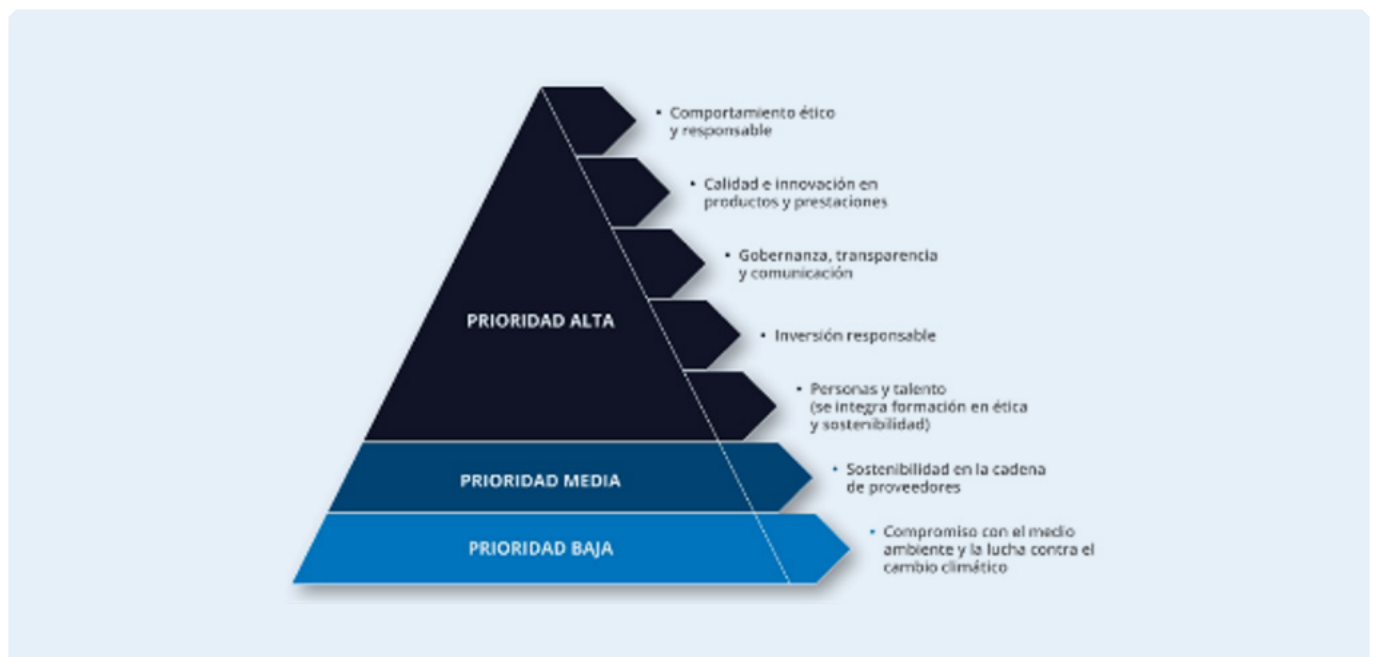 • Comportamiento ético
y responsable
• Calidad e innovación en
productos y prestaciones
• Gobernanza, transparencia
y comunicación
PRIORIDAD ALTA
• Inversión responsable
• Personas y talento
(se integra formación en ética
y sostenibilidad)
PRIORIDAD MEDIA
• Sostenibilidad en la cadena
de proveedores
PRIORIDAD BAJA
• Compromiso con el medio
ambiente y la lucha contra el
cambio climático